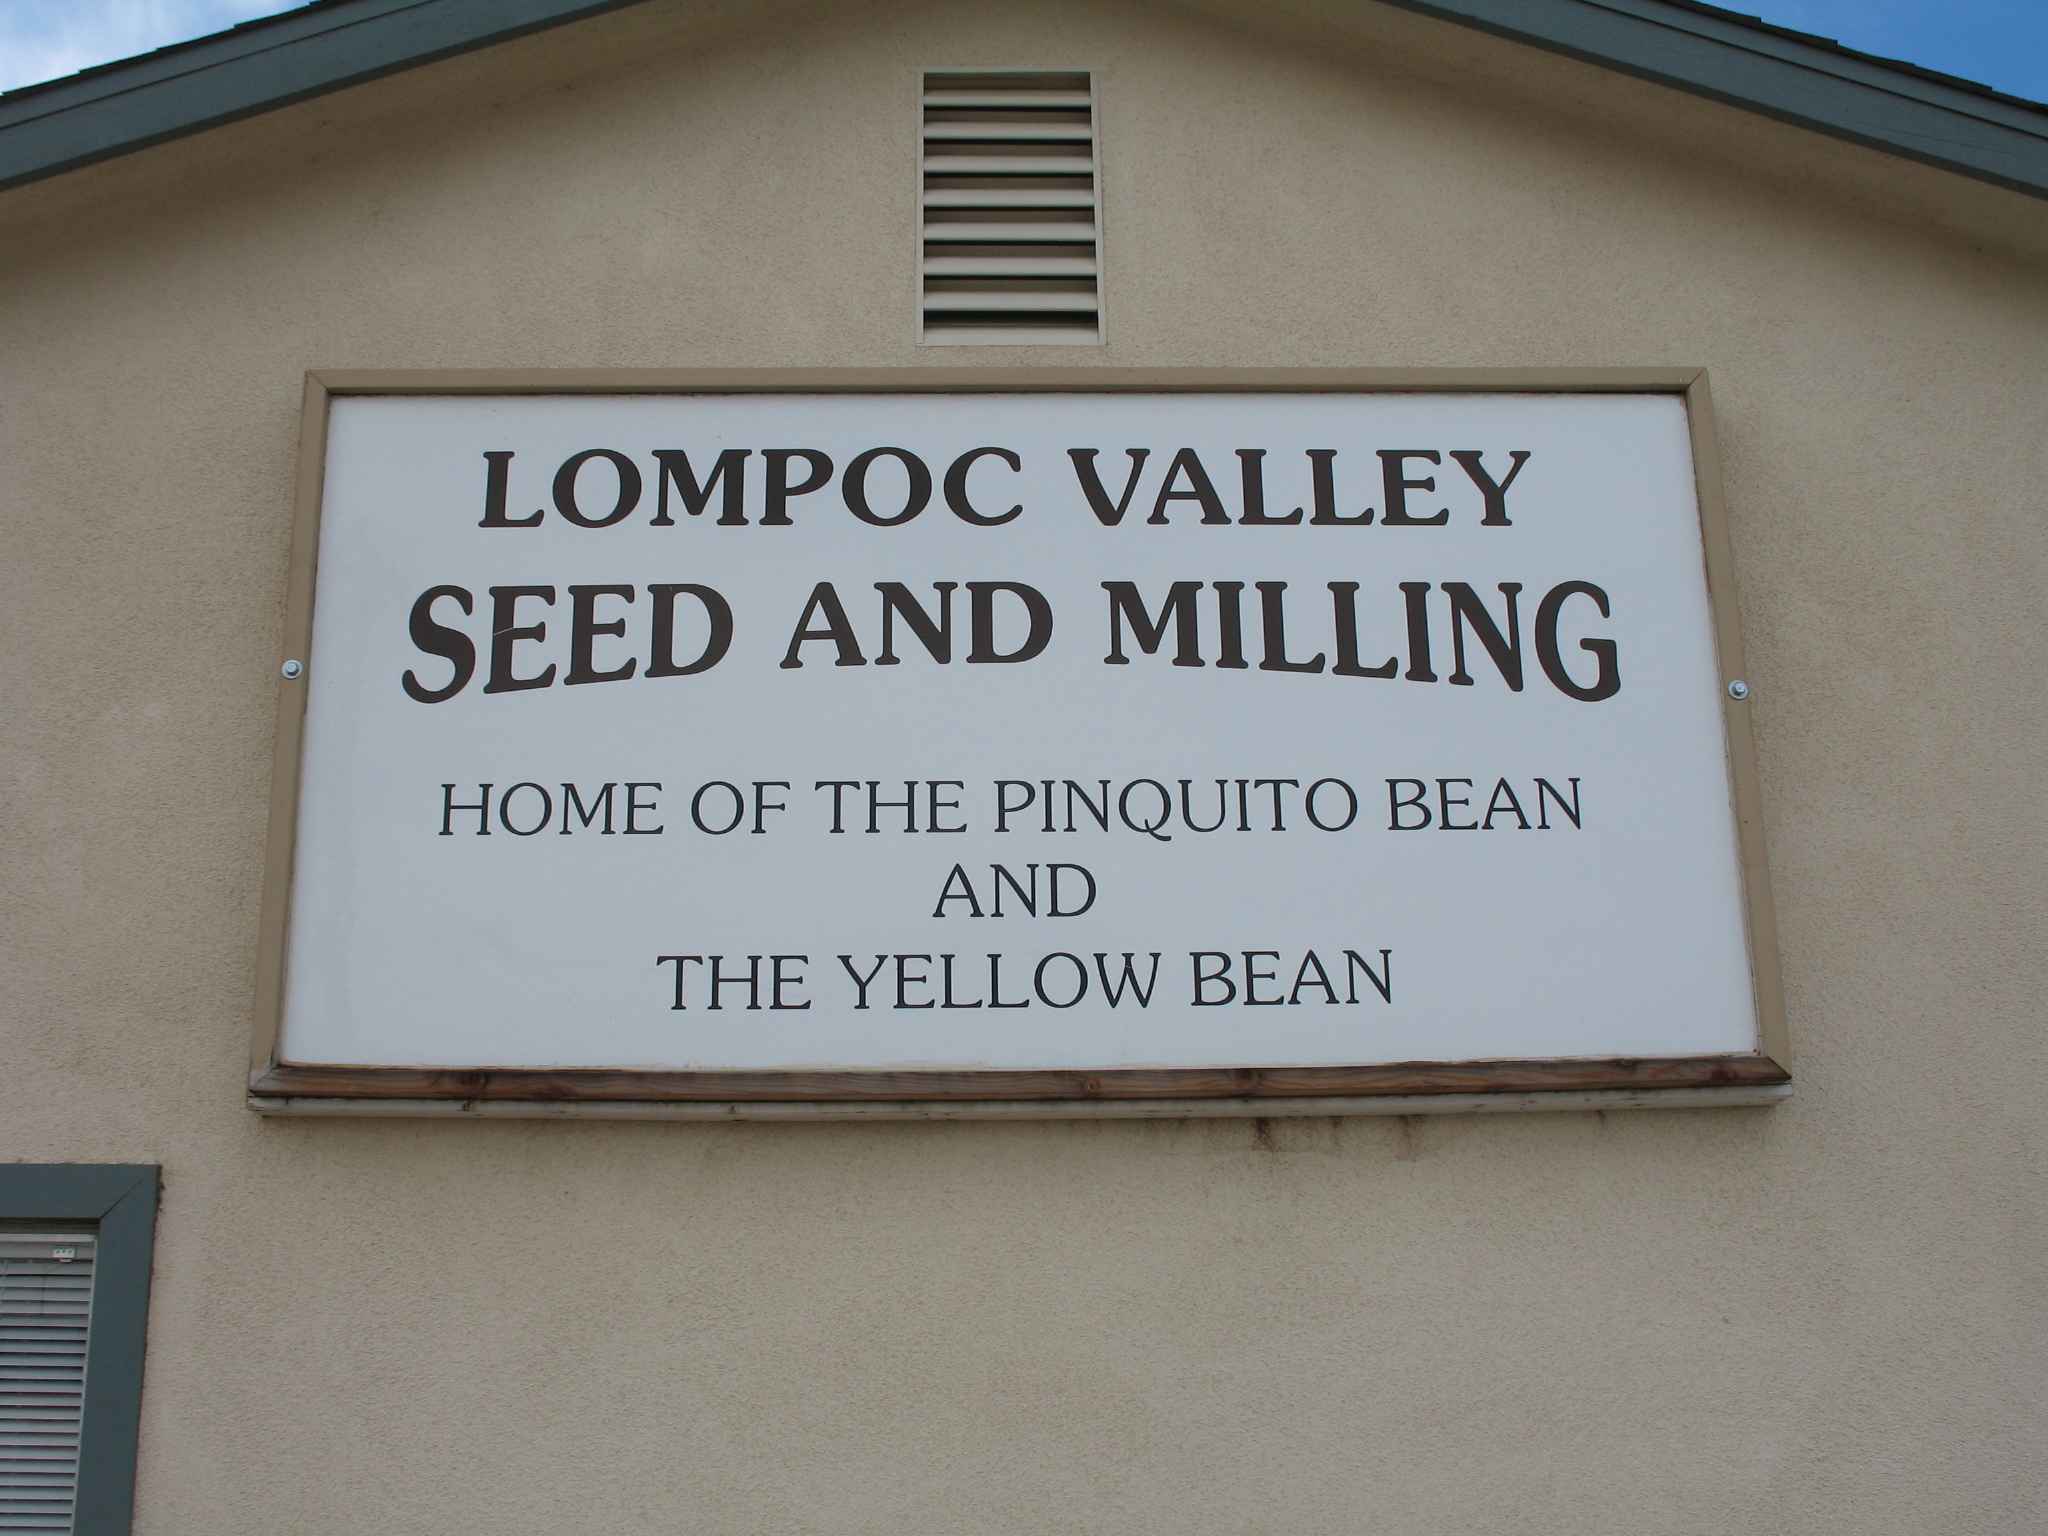 LOMPOC VALLEY
SEED AND MILLING
HOME OF THE PINQUITO BEAN
AND
THE YELLOW BEAN